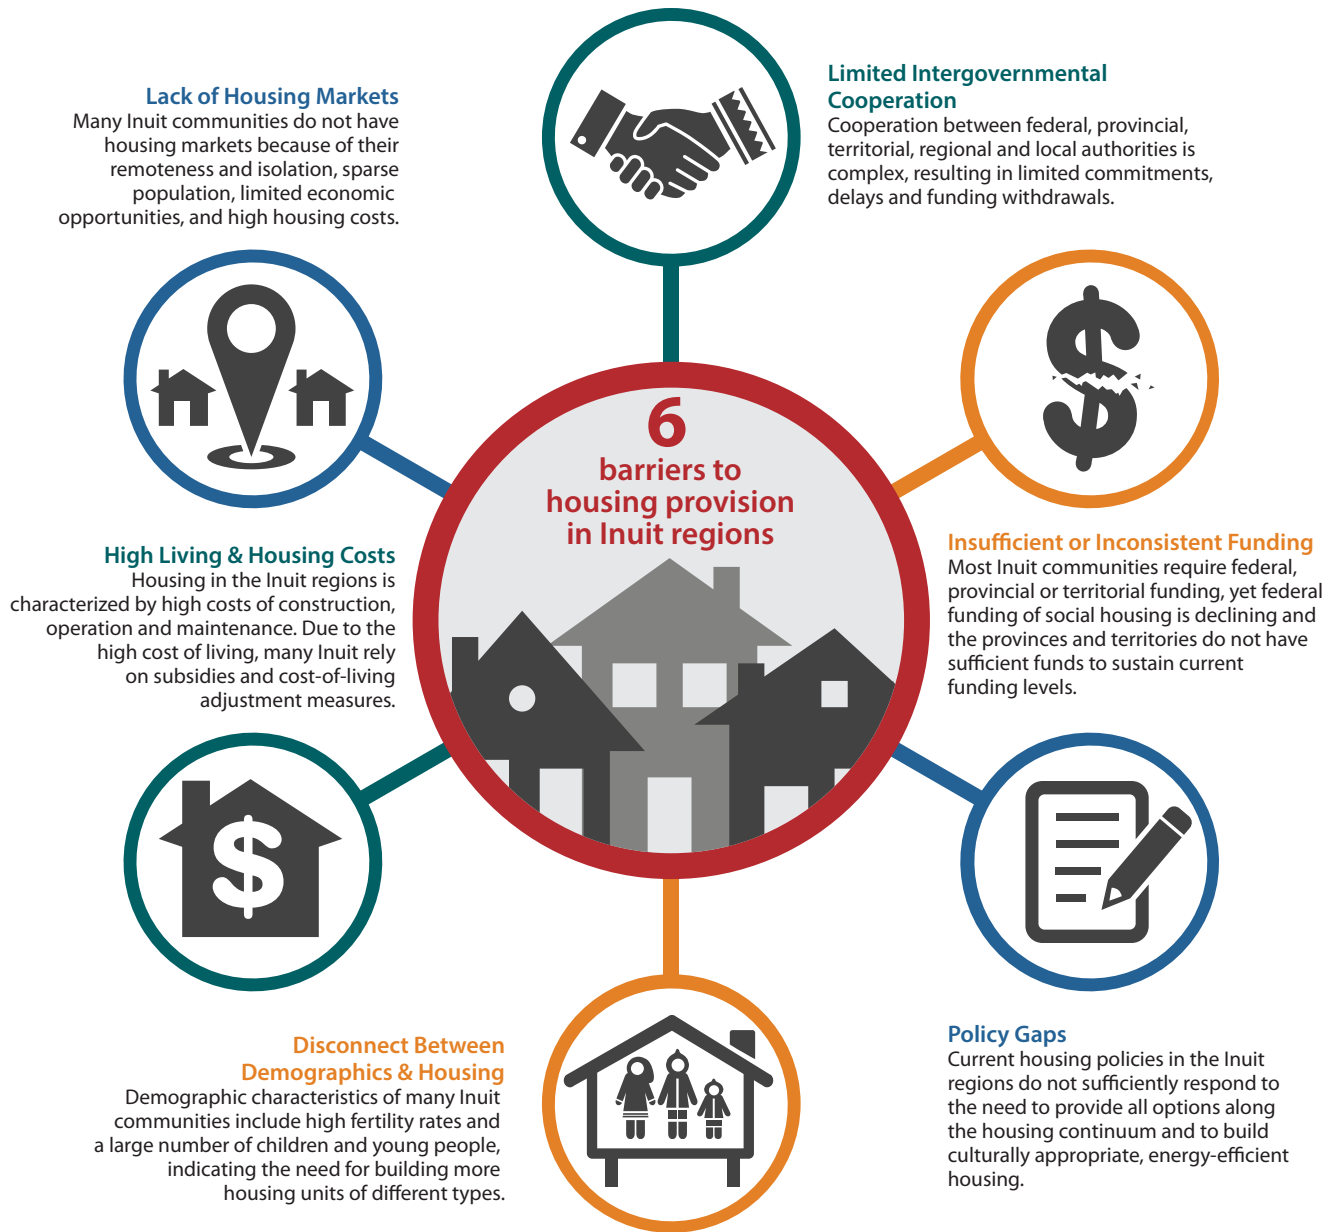 6
barriers to
housing provision
in Inuit regions
Limited Intergovernmental
Cooperation
Cooperation between federal, provincial,
territorial, regional and local authorities is
complex, resulting in limited commitments,
delays and funding withdrawals.
Insufficient or Inconsistent Funding
Most Inuit communities require federal,
provincial or territorial funding, yet federal
funding of social housing is declining and
the provinces and territories do not have
sufficient funds to sustain current
funding levels.
Policy Gaps
Current housing policies in the Inuit
regions do not sufficiently respond to
the need to provide all options along
the housing continuum and to build
culturally appropriate, energy-efficient
housing.
Disconnect Between
Demographics & Housing
Demographic characteristics of many Inuit
communities include high fertility rates and
a large number of children and young people,
indicating the need for building more
housing units of different types.
High Living & Housing Costs
Housing in the Inuit regions is
characterized by high costs of construction,
operation and maintenance. Due to the
high cost of living, many Inuit rely
on subsidies and cost-of-living
adjustment measures.
Lack of Housing Markets
Many Inuit communities do not have
housing markets because of their
remoteness and isolation, sparse
population, limited economic
opportunities, and high housing costs.
$
$